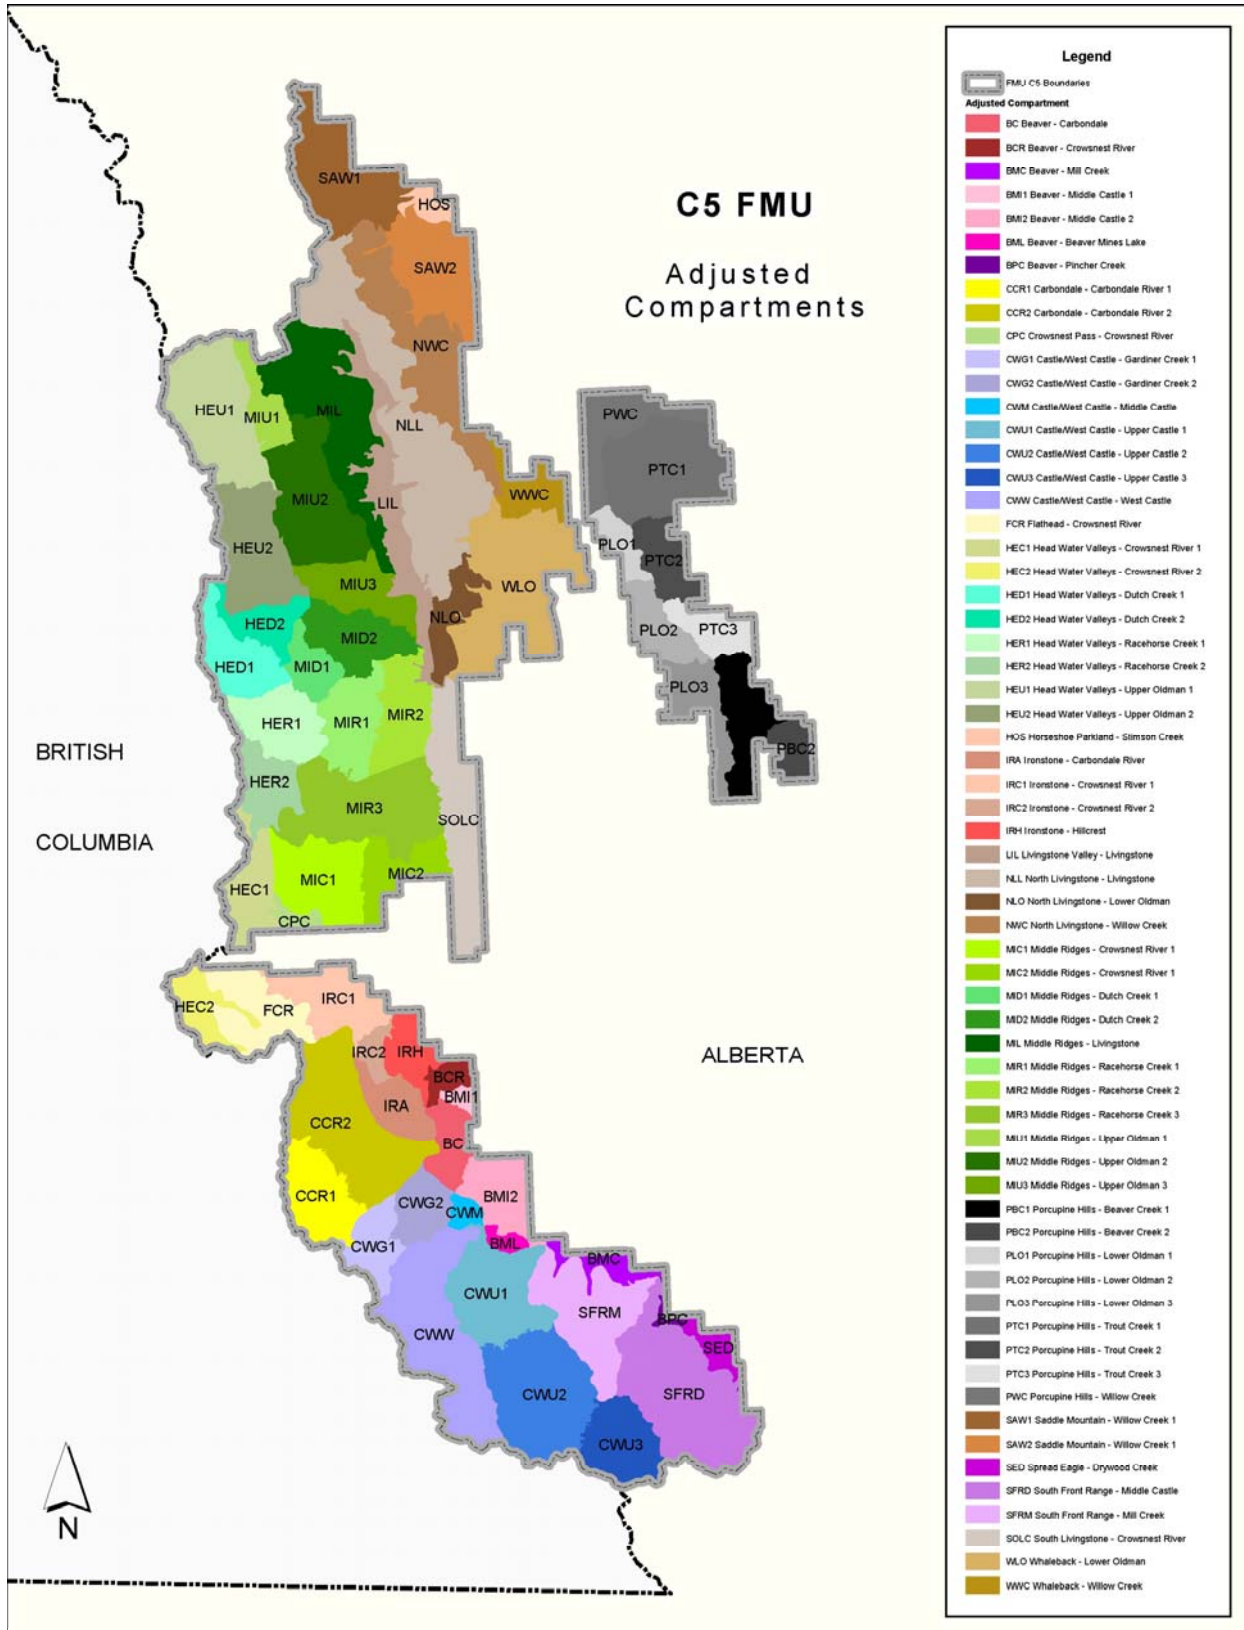 C5 FMU
Adjusted
Compartments
SAW1
HOS
SAW2
NWC
HEU1
MIU1
MIL
NLL
PWC
PTC1
MIU2
LIL
WWC
HEU2
PLO1
PTC2
MIU3
WLO
NLO
HED2
MID2
PLO2
PTC3
HED1
MID1
PLO3
HER1
MIR1
MIR2
PBC2
BRITISH
HER2
MIR3
SOLC
COLUMBIA
MIC1
MIC2
HEC1
CPC
HEC2
FCR
IRC1
IRC2
IRH
ALBERTA
BCR
BMI1
IRA
CCR2
BC
CCR1
CWG2
BMI2
CWM
CWG1
BML
BMC
CWU1
SFRM
CWW
BPC
SED
CWU2
SFRD
CWU3
N
Legend
FMU C5 Boundaries
Adjusted Compartment
BC Beaver - Carbondale
BCR Beaver - Crowsnest River
BMC Beaver - Mill Creek
BMI1 Beaver - Middle Castle 1
BMI2 Beaver - Middle Castle 2
BML Beaver - Beaver Mines Lake
BPC Beaver - Pincher Creek
CCR1 Carbondale - Carbondale River 1
CCR2 Carbondale - Carbondale River 2
CPC Crowsnest Pass - Crowsnest River
CWG1 Castle/West Castle - Gardiner Creek 1
CWG2 Castle/West Castle - Gardiner Creek 2
CWM Castle/West Castle - Middle Castle
CWU1 Castle/West Castle - Upper Castle 1
CWU2 Castle/West Castle - Upper Castle 2
CWU3 Castle/West Castle - Upper Castle 3
CWW Castle/West Castle - West Castle
FCR Flathead - Crowsnest River
HEC1 Head Water Valleys - Crowsnest River 1
HEC2 Head Water Valleys - Crowsnest River 2
HED1 Head Water Valleys - Dutch Creek 1
HED2 Head Water Valleys - Dutch Creek 2
HER1 Head Water Valleys - Racehorse Creek 1
HER2 Head Water Valleys - Racehorse Creek 2
HEU1 Head Water Valleys - Upper Oldman 1
HEU2 Head Water Valleys - Upper Oldman 2
HOS Horseshoe Parkland - Stimson Creek
IRA Ironstone - Carbondale River
IRC1 Ironstone - Crowsnest River 1
IRC2 Ironstone - Crowsnest River 2
IRH Ironstone - Hillcrest
LIL Livingstone Valley - Livingstone
NLL North Livingstone - Livingstone
NLO North Livingstone - Lower Oldman
NWC North Livingstone - Willow Creek
MIC1 Middle Ridges - Crowsnest River 1
MIC2 Middle Ridges - Crowsnest River 1
MID1 Middle Ridges - Dutch Creek 1
MID2 Middle Ridges - Dutch Creek 2
MIL Middle Ridges - Livingstone
MIR1 Middle Ridges - Racehorse Creek 1
MIR2 Middle Ridges - Racehorse Creek 2
MIR3 Middle Ridges - Racehorse Creek 3
MIU1 Middle Ridges - Upper Oldman 1
MIU2 Middle Ridges - Upper Oldman 2
MIU3 Middle Ridges - Upper Oldman 3
PBC1 Porcupine Hills - Beaver Creek 1
PBC2 Porcupine Hills - Beaver Creek 2
PLO1 Porcupine Hills - Lower Oldman 1
PLO2 Porcupine Hills - Lower Oldman 2
PLO3 Porcupine Hills - Lower Oldman 3
PTC1 Porcupine Hills - Trout Creek 1
PTC2 Porcupine Hills - Trout Creek 2
PTC3 Porcupine Hills - Trout Creek 3
PWC Porcupine Hills - Willow Creek
SAW1 Saddle Mountain - Willow Creek 1
SAW2 Saddle Mountain - Willow Creek 1
SED Spread Eagle - Drywood Creek
SFRD South Front Range - Middle Castle
SFRM South Front Range - Mill Creek
SOLC South Livingstone - Crowsnest River
WLO Whaleback - Lower Oldman
WWC Whaleback - Willow Creek